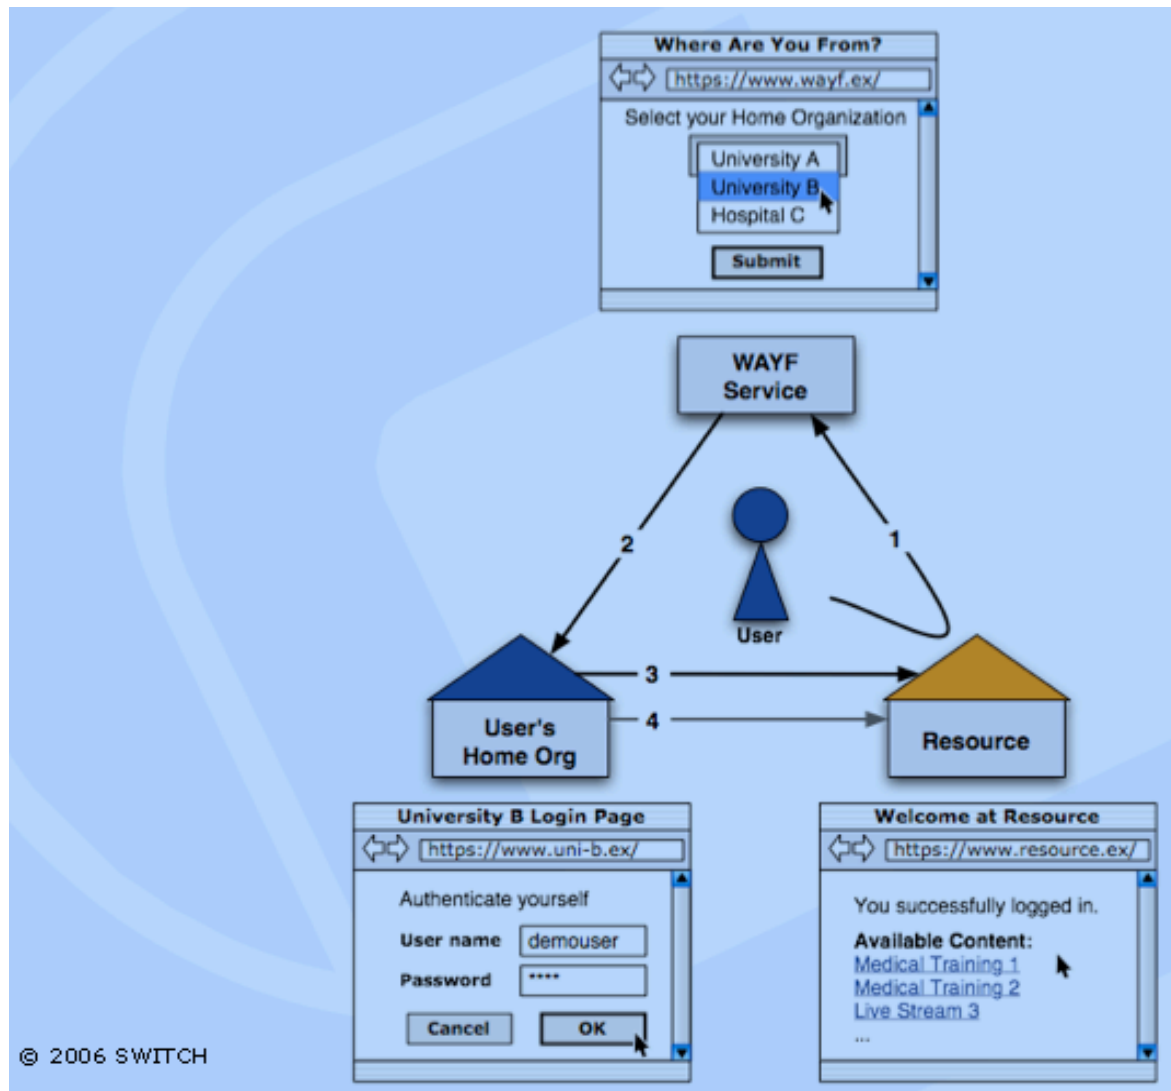 Where Are You From?
https://www.wayf.ex/
Select your Home Organization
University A
University B
Hospital C
Submit
WAYF
Service
2
1
User
3
4
User's
Home Org
Resource
University B Login Page
https://www.uni-b.ex/
Authenticate yourself
User name demouser
Password ****
Cancel OK
Welcome at Resource
https://www.resource.ex/
You successfully logged in.
Available Content:
Medical Training 1
Medical Training 2
Live Stream 3
...
© 2006 SWITCH